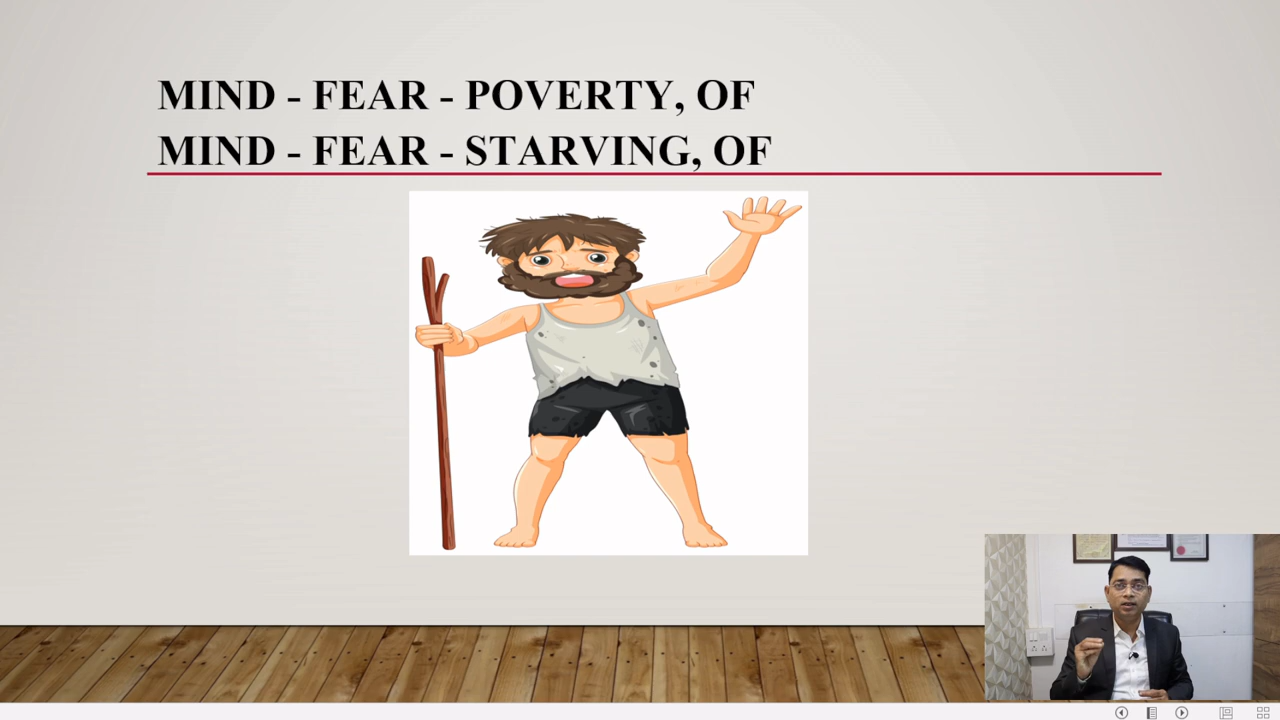 MIND - FEAR - POVERTY, OF
MIND - FEAR - STARVING, OF